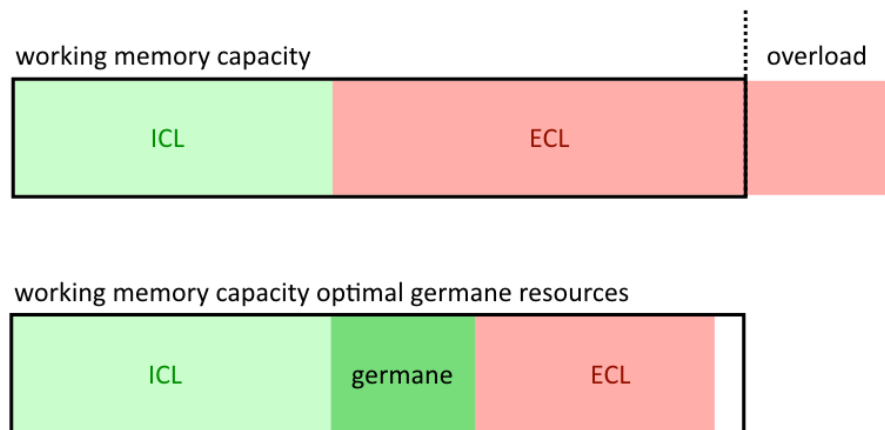 working memory capacity
overload
ICL
ECL
working memory capacity optimal germane resources
ICL
germane
ECL